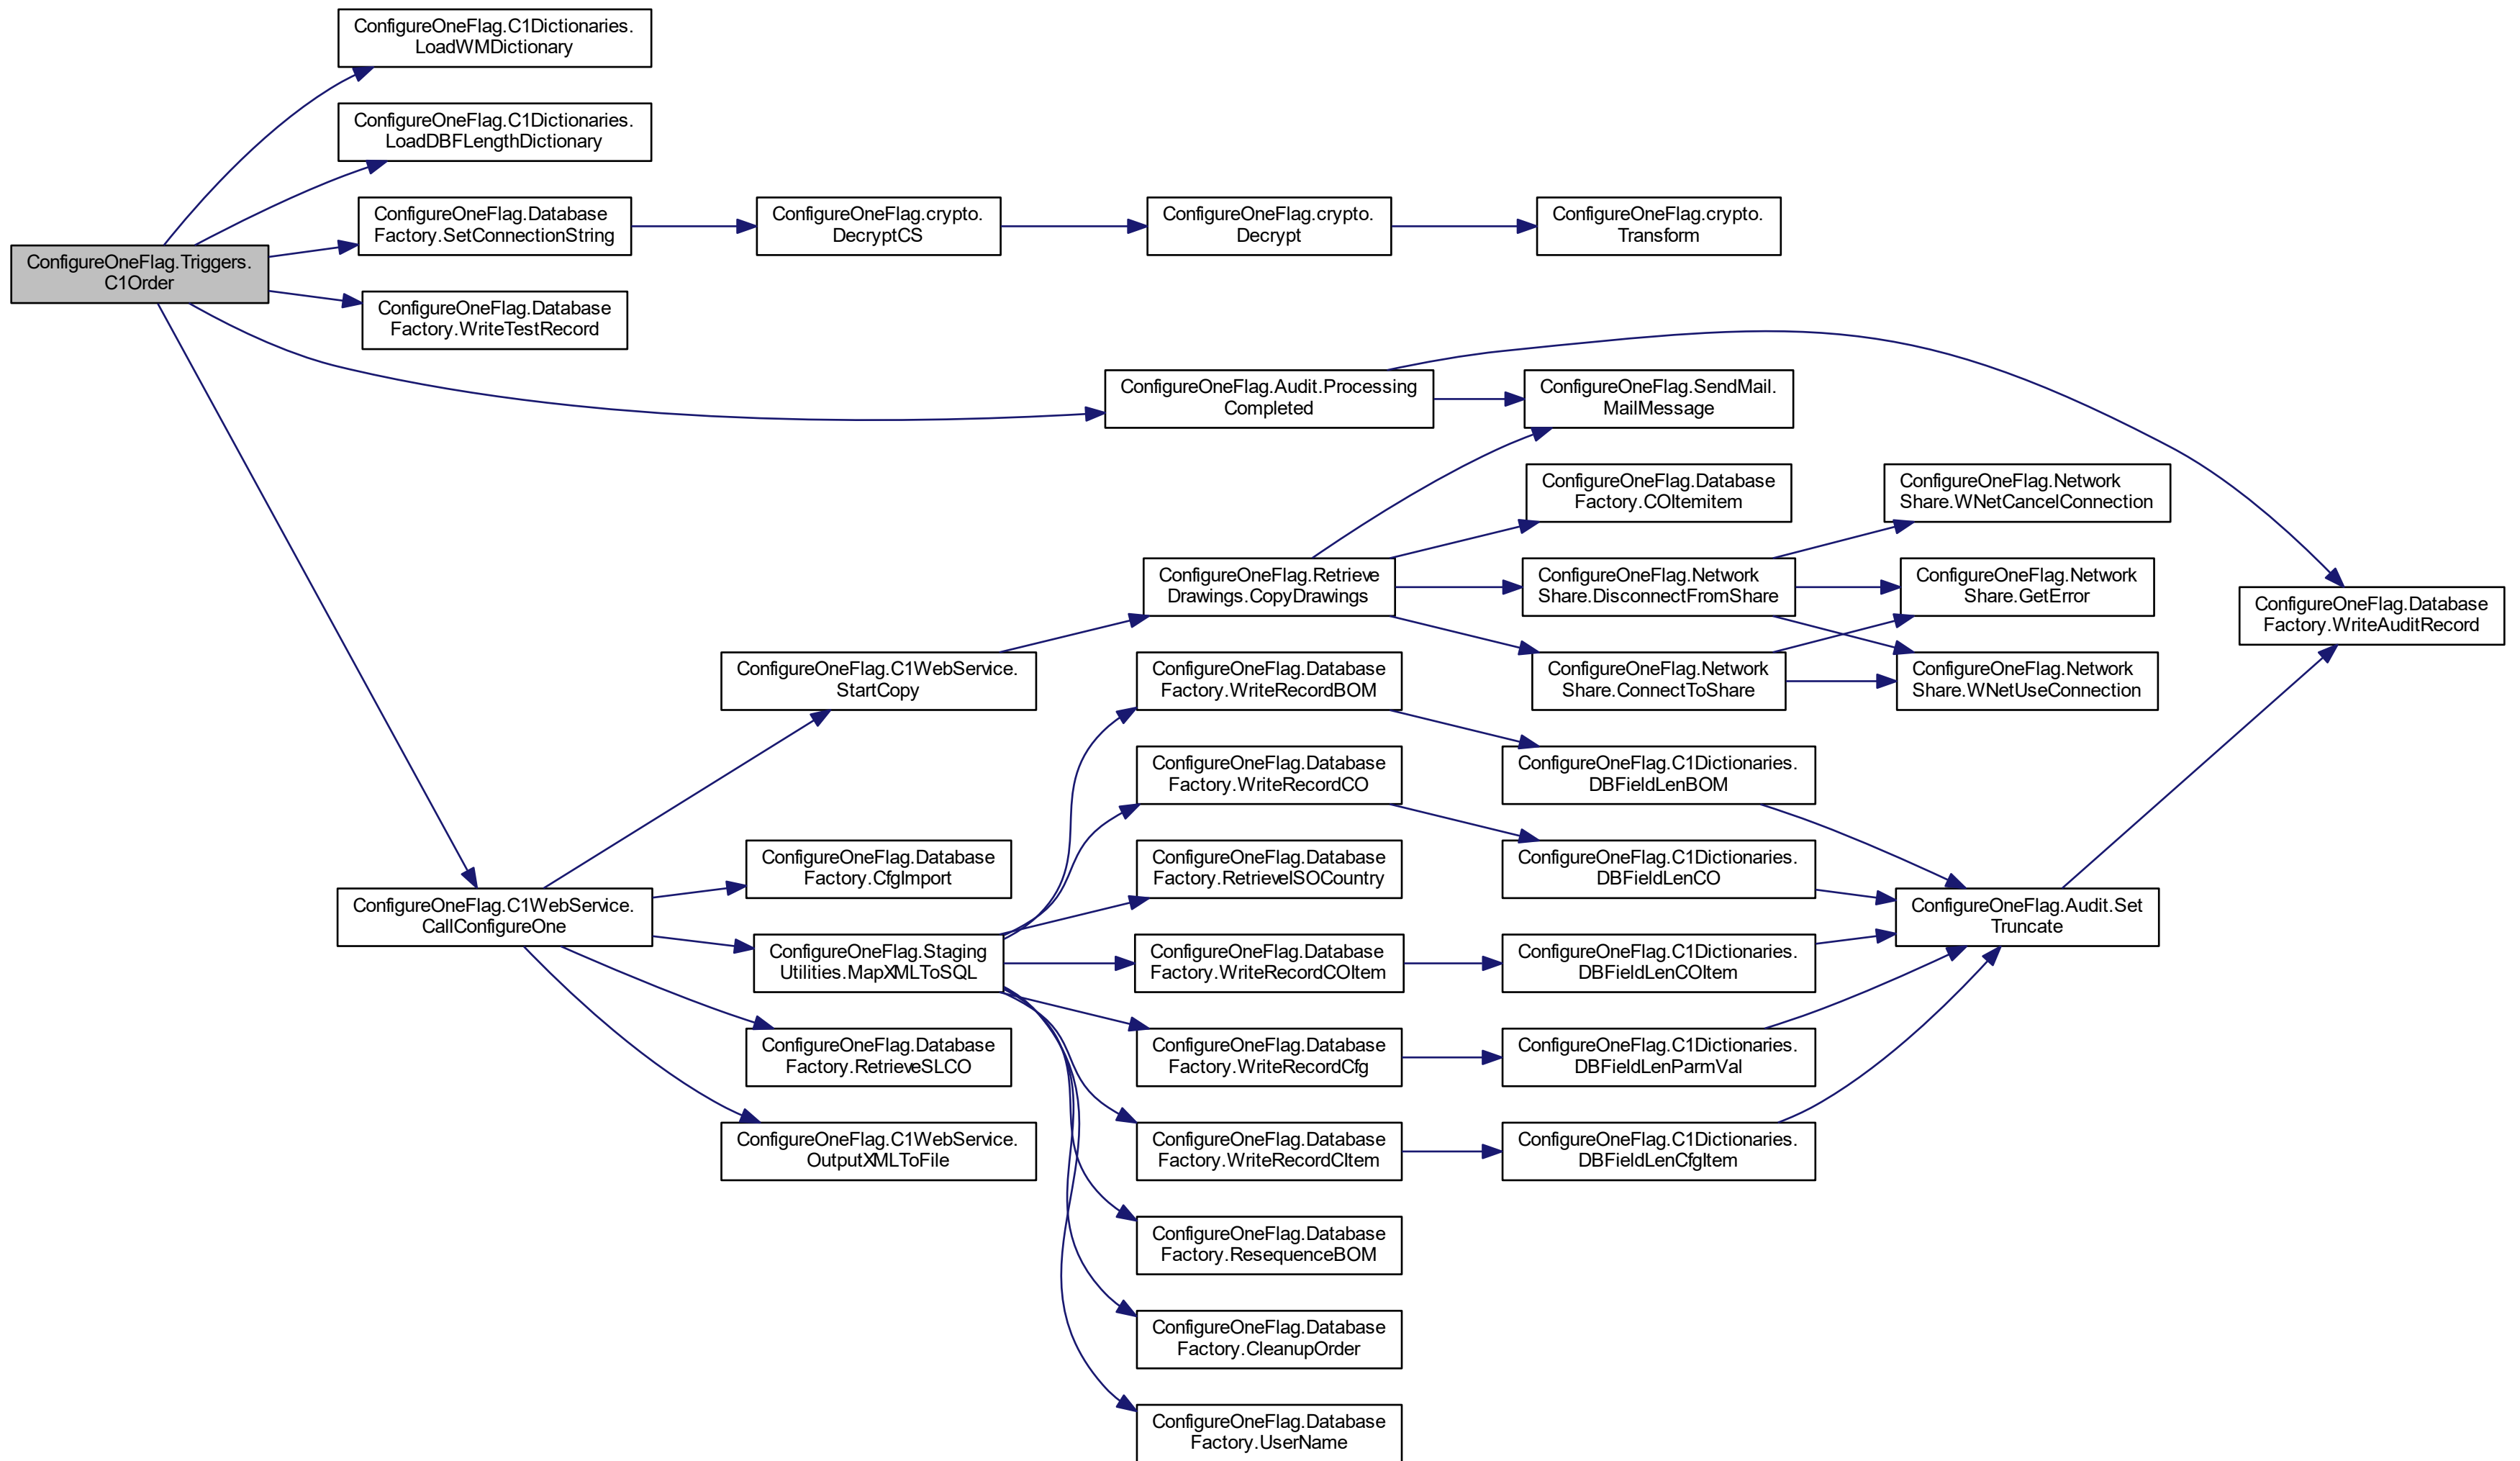 ConfigureOneFlag.C1Dictionaries.
LoadWMDictionary
ConfigureOneFlag.C1Dictionaries.
LoadDBFLengthDictionary
ConfigureOneFlag.Database
Factory.SetConnectionString
ConfigureOneFlag.crypto.
DecryptCS
ConfigureOneFlag.crypto.
Decrypt
ConfigureOneFlag.crypto.
Transform
ConfigureOneFlag.Triggers.
C1Order
ConfigureOneFlag.Database
Factory.WriteTestRecord
ConfigureOneFlag.Audit.Processing
Completed
ConfigureOneFlag.SendMail.
MailMessage
ConfigureOneFlag.Database
Factory.COItemitem
ConfigureOneFlag.Network
Share.WNetCancelConnection
ConfigureOneFlag.Retrieve
Drawings.CopyDrawings
ConfigureOneFlag.Network
Share.DisconnectFromShare
ConfigureOneFlag.Network
Share.GetError
ConfigureOneFlag.Database
Factory.WriteAuditRecord
ConfigureOneFlag.C1WebService.
StartCopy
ConfigureOneFlag.Database
Factory.WriteRecordBOM
ConfigureOneFlag.Network
Share.ConnectToShare
ConfigureOneFlag.Network
Share.WNetUseConnection
ConfigureOneFlag.Database
Factory.WriteRecordCO
ConfigureOneFlag.C1Dictionaries.
DBFieldLenBOM
ConfigureOneFlag.Database
Factory.CfgImport
ConfigureOneFlag.Database
Factory.RetrieveISOCountry
ConfigureOneFlag.C1Dictionaries.
DBFieldLenCO
ConfigureOneFlag.C1WebService.
CallConfigureOne
ConfigureOneFlag.Audit.Set
Truncate
ConfigureOneFlag.Staging
Utilities.MapXMLToSQL
ConfigureOneFlag.Database
Factory.WriteRecordCOItem
ConfigureOneFlag.C1Dictionaries.
DBFieldLenCOItem
ConfigureOneFlag.Database
Factory.RetrieveSLCO
ConfigureOneFlag.Database
Factory.WriteRecordCfg
ConfigureOneFlag.C1Dictionaries.
DBFieldLenParmVal
ConfigureOneFlag.C1WebService.
OutputXMLToFile
ConfigureOneFlag.Database
Factory.WriteRecordCItem
ConfigureOneFlag.C1Dictionaries.
DBFieldLenCfgItem
ConfigureOneFlag.Database
Factory.ResequenceBOM
ConfigureOneFlag.Database
Factory.CleanupOrder
ConfigureOneFlag.Database
Factory.UserName